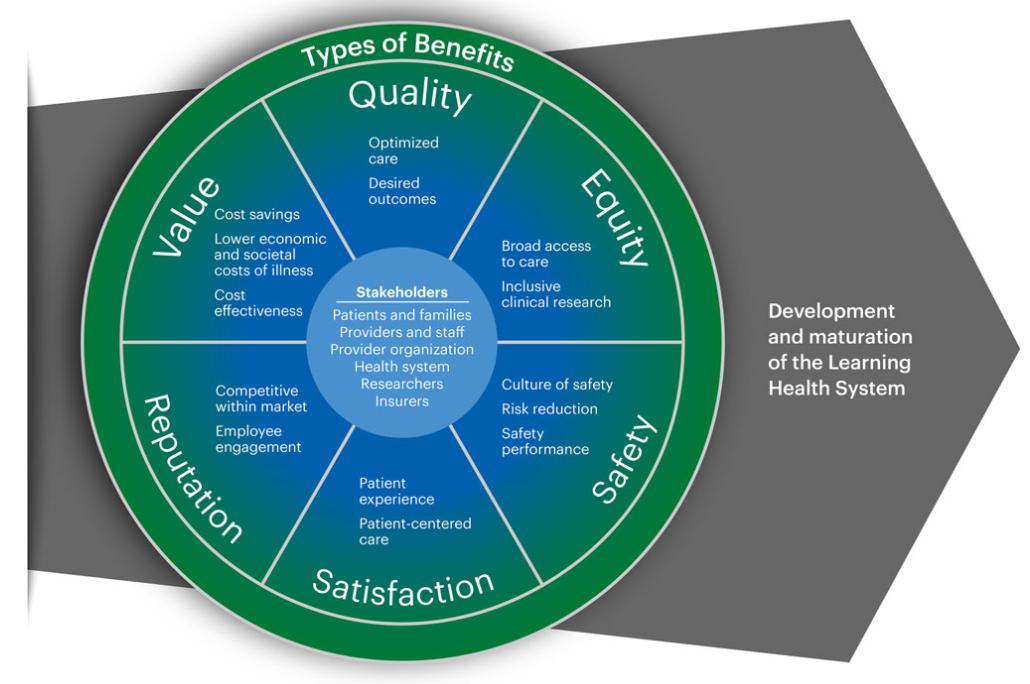 Types of Benefits
Quality
Optimized
care
Desired
outcomes
Equity
Broad access
to care
Inclusive
clinical research
Safety
Culture of safety
Risk reduction
Safety
performance
Satisfaction
Patient
experience
Patient-centered
care
Reputation
Competitive
within market
Employee
engagement
Value
Cost savings
Lower economic
and societal
costs of illness
Cost
effectiveness
Stakeholders
Patients and families
Providers and staff
Provider organization
Health system
Researchers
Insurers
Development
and maturation
of the Learning
Health System